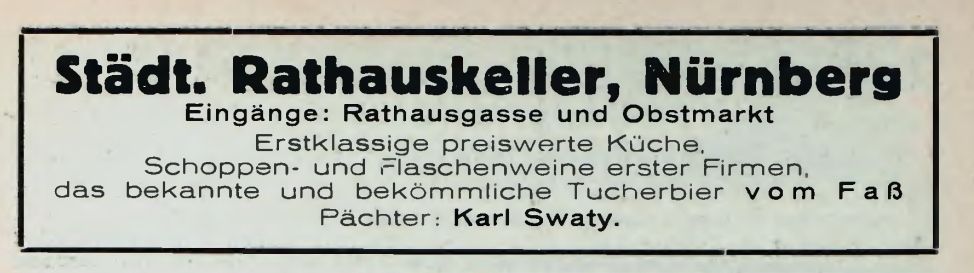 Städt. Rathauskeller, Nürnberg
Eingänge: Rathausgasse und Obstmarkt
Erstklassige preiswerte Küche,
Schoppen- und Flaschenweine erster Firmen,
das bekannte und bekömmliche Tucherbier vom Faß
Pächter: Karl Swaty.